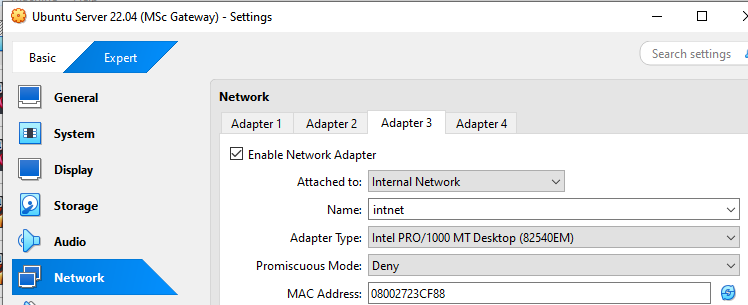 Ubuntu Server 22.04 (MSc Gateway) - Settings
Basic Expert Search settings
General
System
Display
Storage
Audio
Network
Network
Adapter 1 Adapter 2 Adapter 3 Adapter 4
Enable Network Adapter
Attached to: Internal Network
Name: intnet
Adapter Type: Intel PRO/1000 MT Desktop (82540EM)
Promiscuous Mode: Deny
MAC Address: 08002723CF88